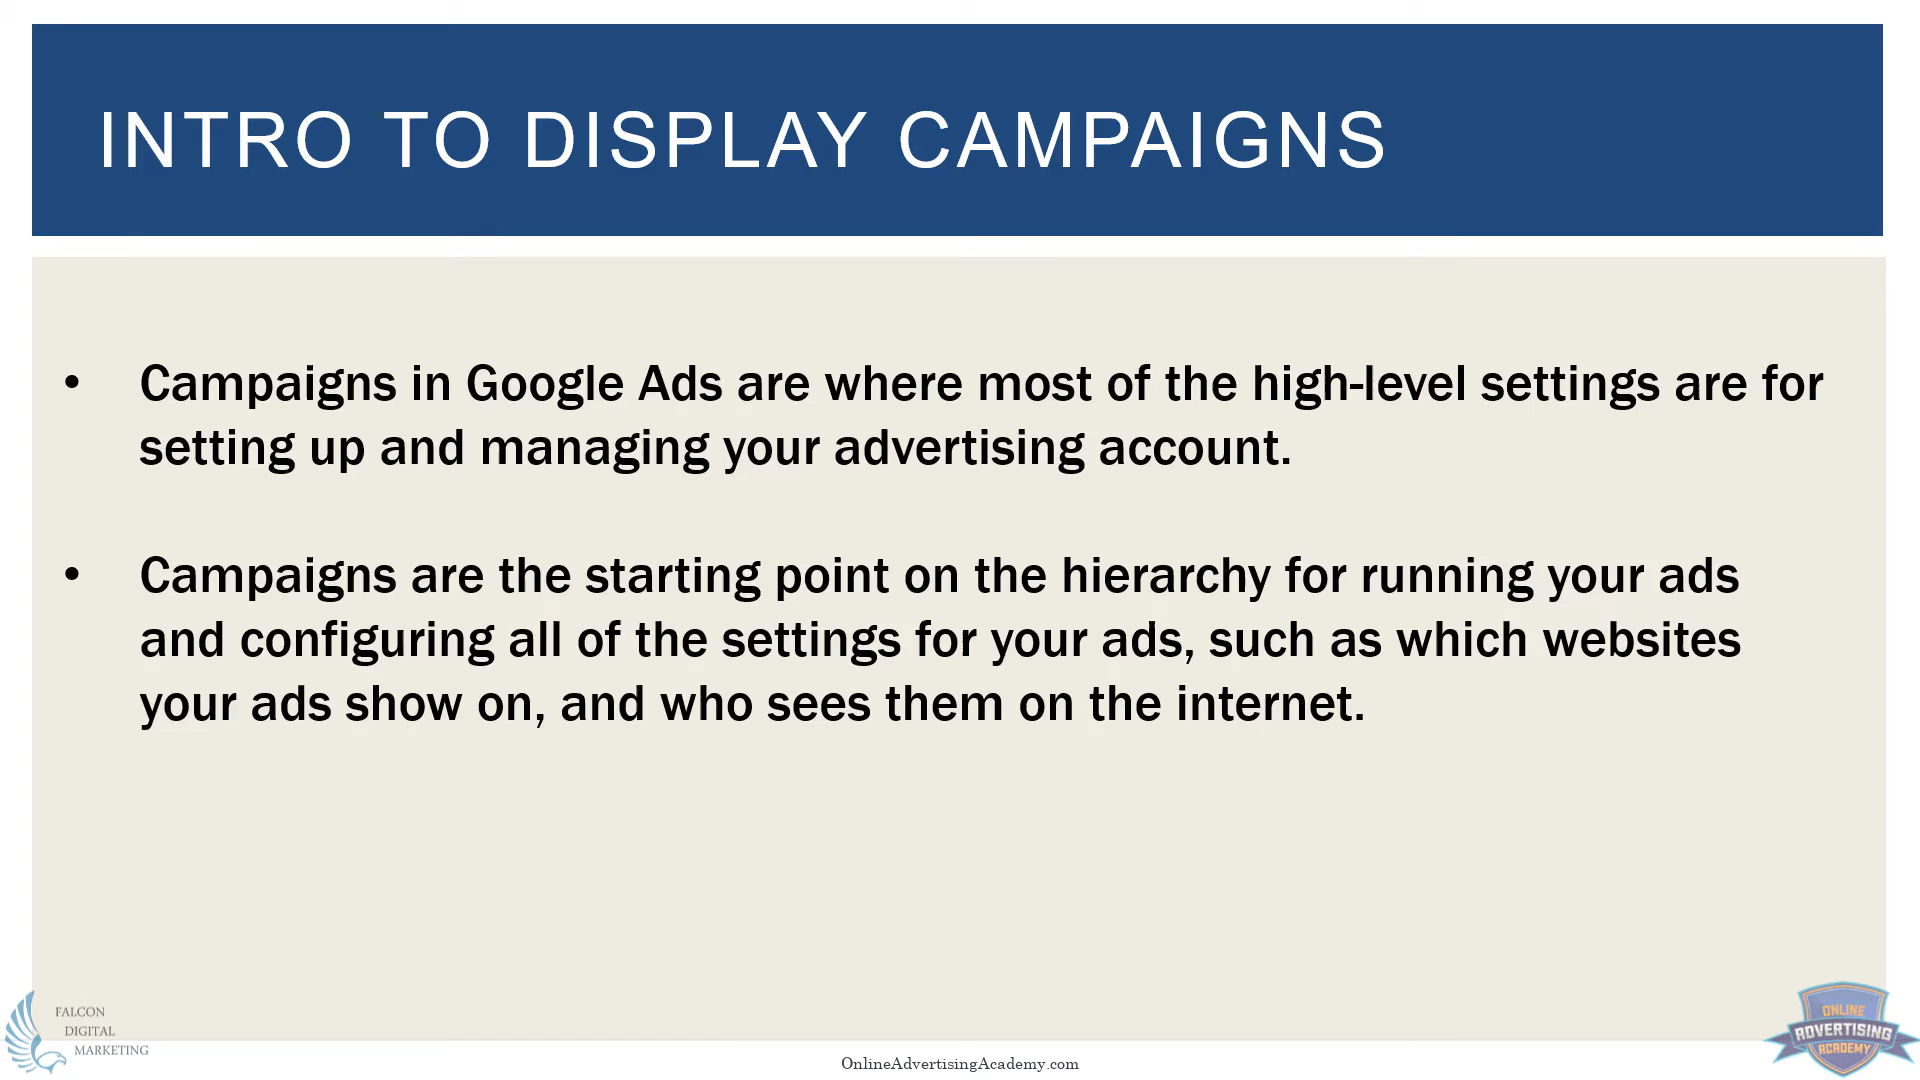 INTRO TO DISPLAY CAMPAIGNS
• Campaigns in Google Ads are where most of the high-level settings are for
setting up and managing your advertising account.
• Campaigns are the starting point on the hierarchy for running your ads
and configuring all of the settings for your ads, such as which websites
your ads show on, and who sees them on the internet.
FALCON
DIGITAL
MARKETING
OnlineAdvertisingAcademy.com
ONLINE
ADVERTISING
ACADEMY